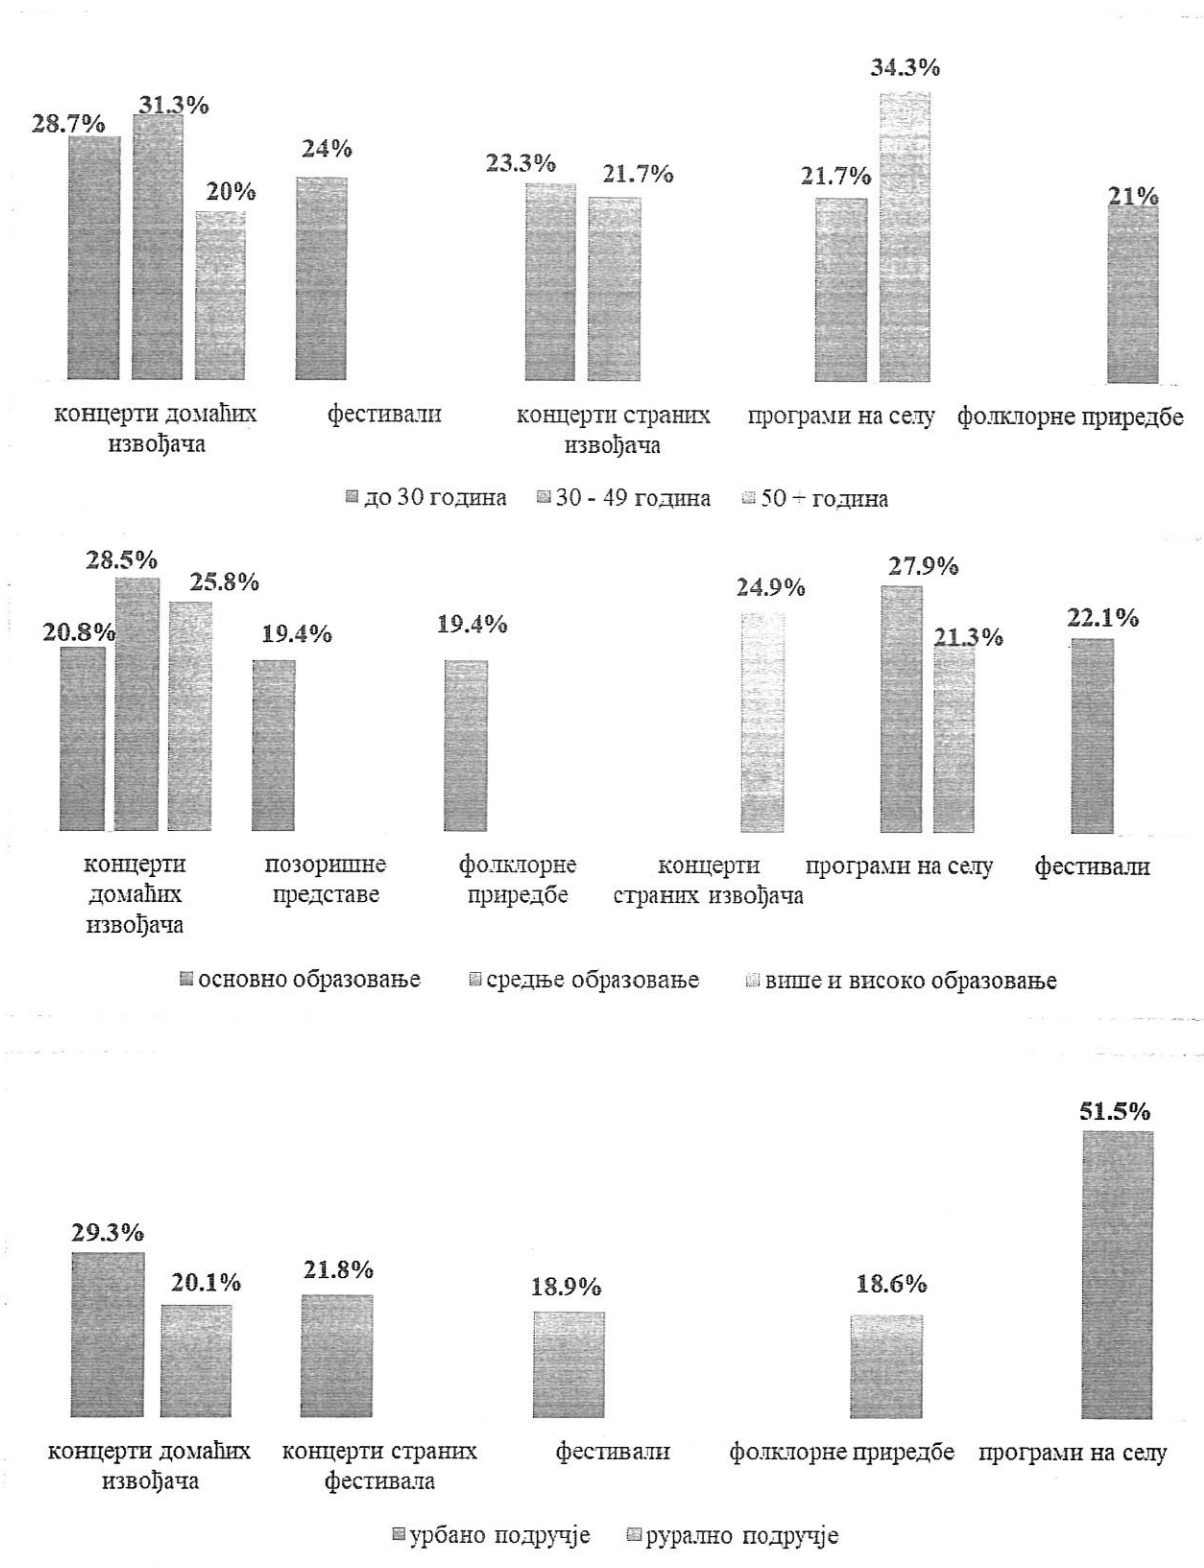 34.3%
28.7%
31.3%
20%
24%
23.3%
21.7%
21.7%
21%
концерти домаћих
извођача
фестивали
концерти страних
извођача
програми на селу
фолклорне приредбе
до 30 година
30 - 49 година
50 + година
20.8%
28.5%
25.8%
19.4%
19.4%
24.9%
27.9%
21.3%
22.1%
концерти
домаћих
извођача
позоришне
представе
фолклорне
приредбе
концерти
страних извођача
програми на селу
фестивали
основно образовање
средње образовање
више и високо образовање
51.5%
29.3%
20.1%
21.8%
18.9%
18.6%
концерти домаћих
извођача
концерти страних
фестивала
фестивали
фолклорне приредбе
програми на селу
урбано подручје
рурално подручје